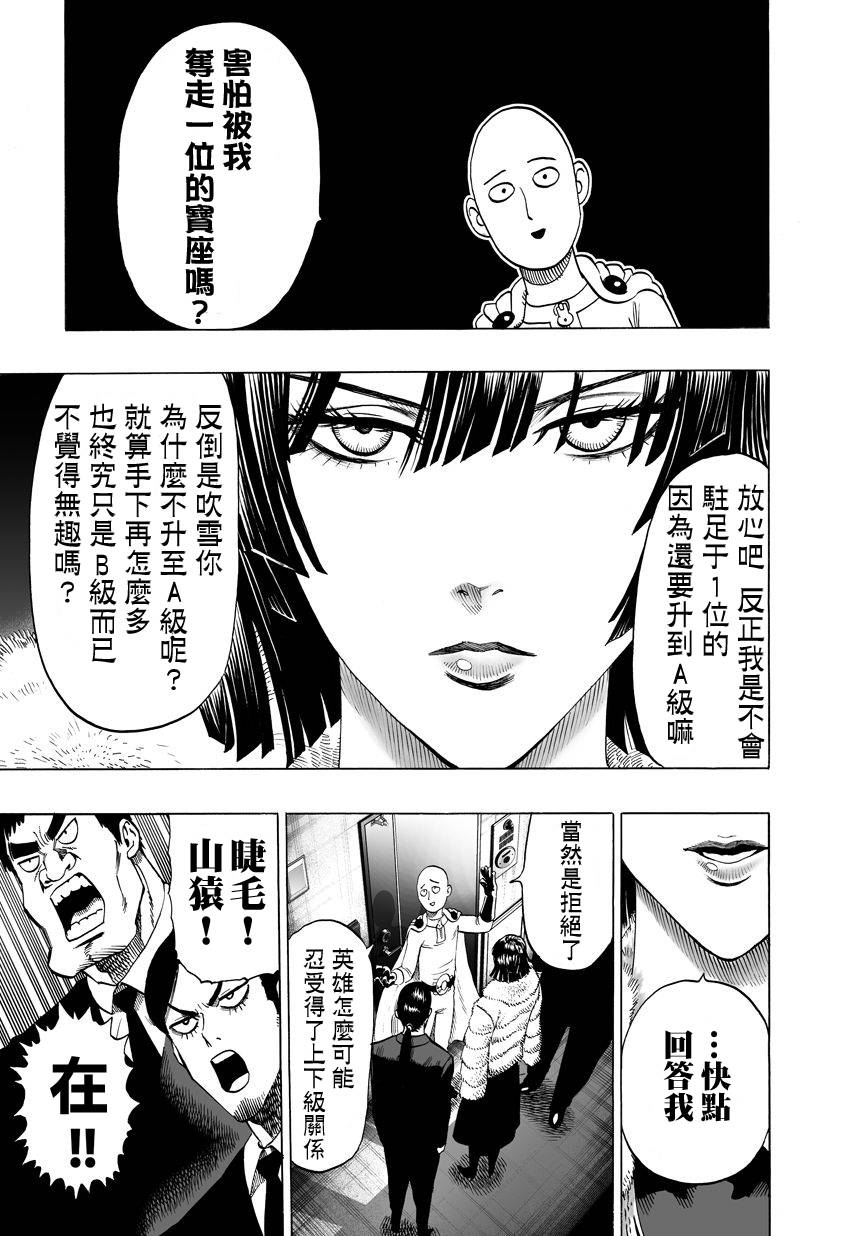 害怕被我
奪走一位的寶座嗎？
放心吧 反正我是不會
駐足于1位的
因為還要升到A級嘛
反倒是吹雪你
為什麼不升至A級呢？
就算手下再怎麼多
也終究只是B級而已
不覺得無趣嗎？
…快點
回答我
當然是拒絕了
英雄怎麼可能
忍受得了上下級關係
睫毛！
山猿！
在!!